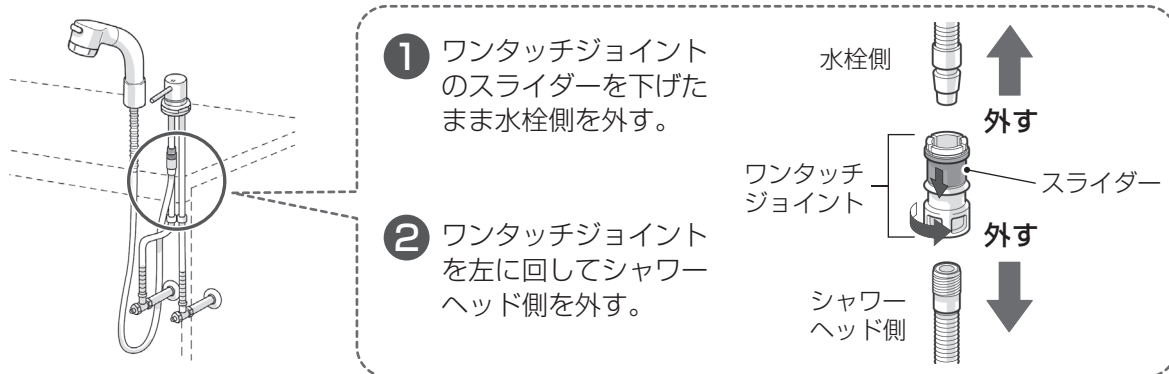 1 ワンタッチジョイント
のスライダーを下げた
まま水栓側を外す。
2 ワンタッチジョイント
を左に回してシャワー
ヘッド側を外す。
水栓側
外す
ワンタッチ
ジョイント
スライダー
外す
シャワー
ヘッド側